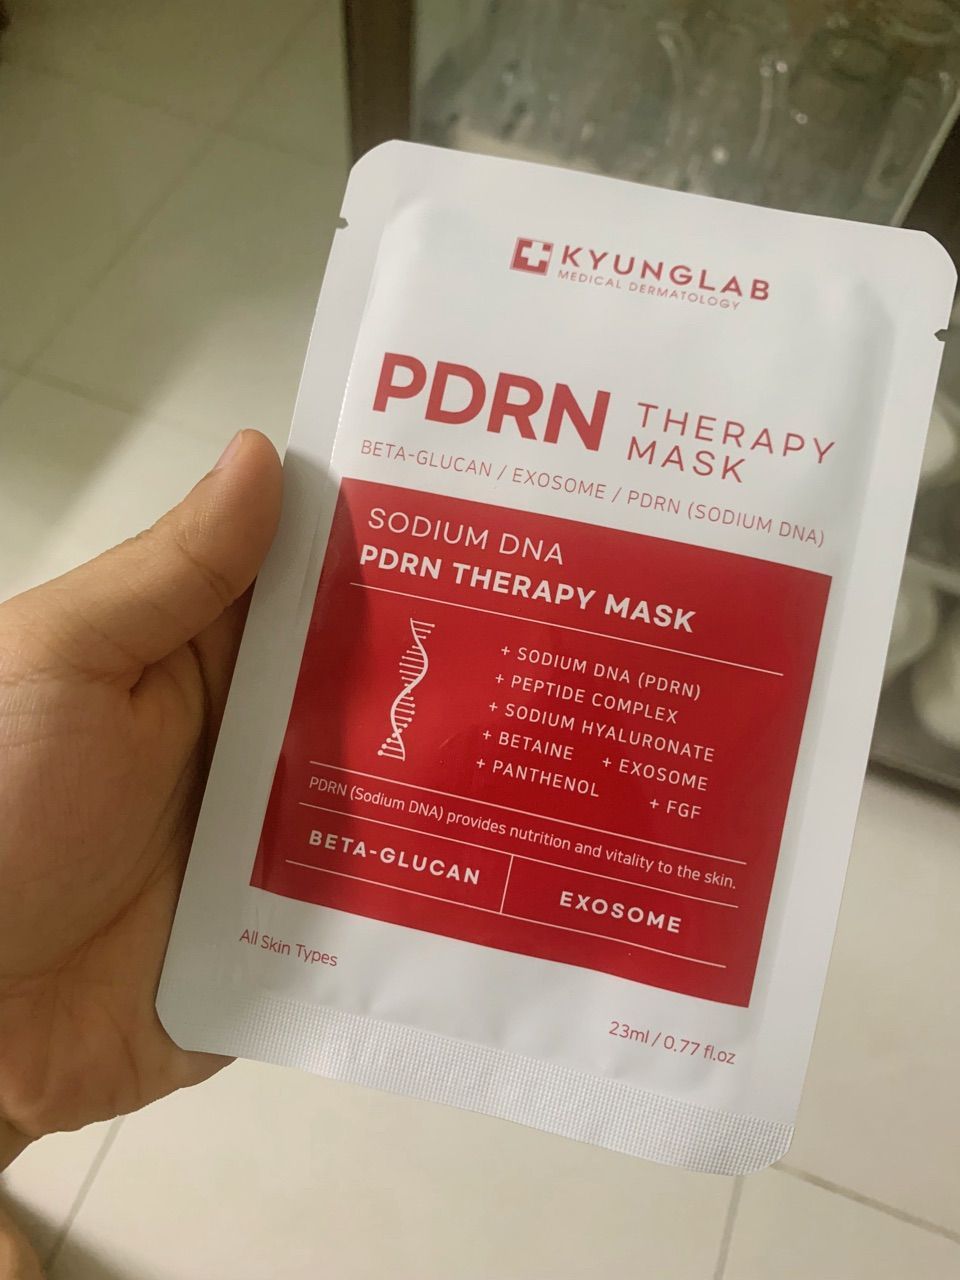 KYUNGLAB
MEDICAL DERMATOLOGY
PDRN THERAPY
MASK
BETA-GLUCAN / EXOSOME / PDRN (SODIUM DNA)
SODIUM DNA
PDRN THERAPY MASK
+ SODIUM DNA (PDRN)
+ PEPTIDE COMPLEX
+ SODIUM HYALURONATE
+ BETAINE + EXOSOME
+ PANTHENOL + FGF
PDRN (Sodium DNA) provides nutrition and vitality to the skin.
BETA-GLUCAN EXOSOME
All Skin Types
23ml / 0.77 fl.oz